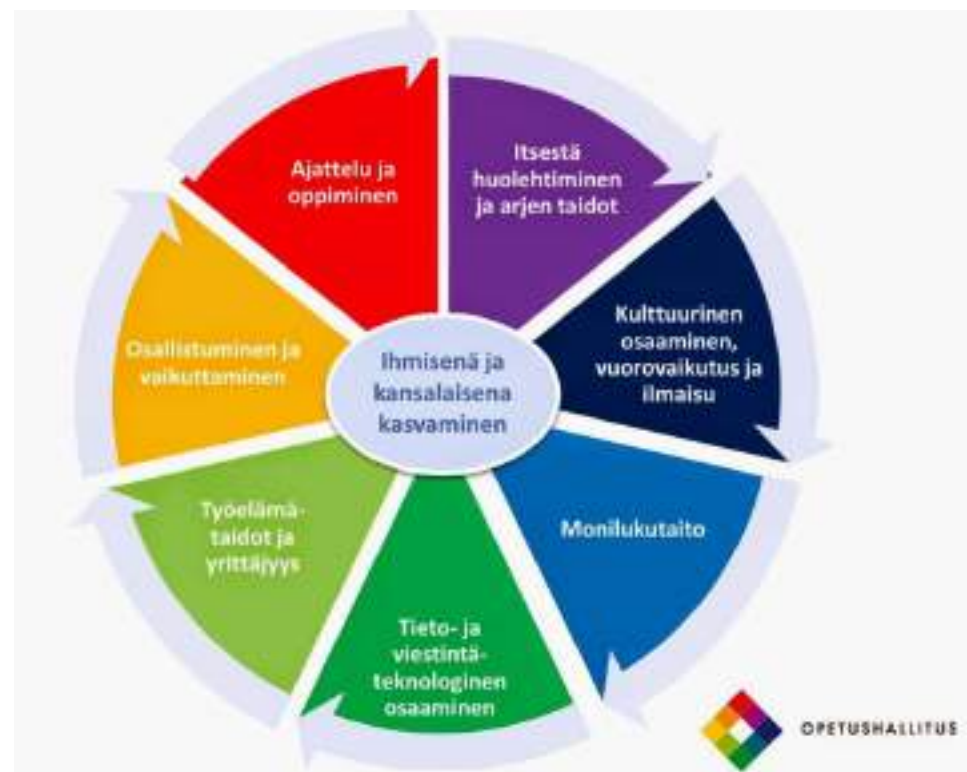 Ajattelu ja
oppiminen
Itsestä
huolehtiminen
ja arjen taidot
Kulttuurinen
osaaminen,
vuorovaikutus ja
ilmaisu
Monilukutaito
Tieto- ja
viestintä-
teknologinen
osaaminen
Työelämä-
taidot ja
yrittäjyys
Osallistuminen ja
vaikuttaminen
Ihmisenä ja
kansalaisena
kasvaminen
OPETUSHALLITUS